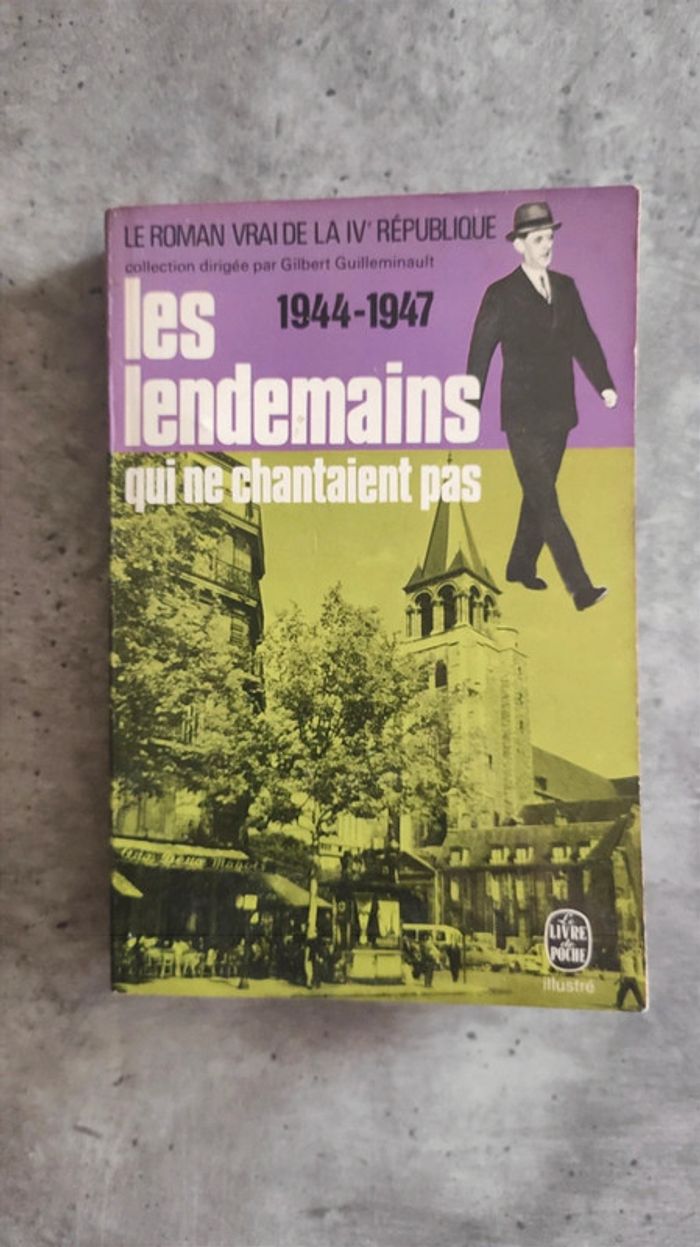 LE ROMAN VRAI DE LA IVᵉ RÉPUBLIQUE
collection dirigée par Gilbert Guilleminault
les
1944-1947
lendemains
qui ne chantaient pas
Le
LIVRE
de
POCHE
illustré